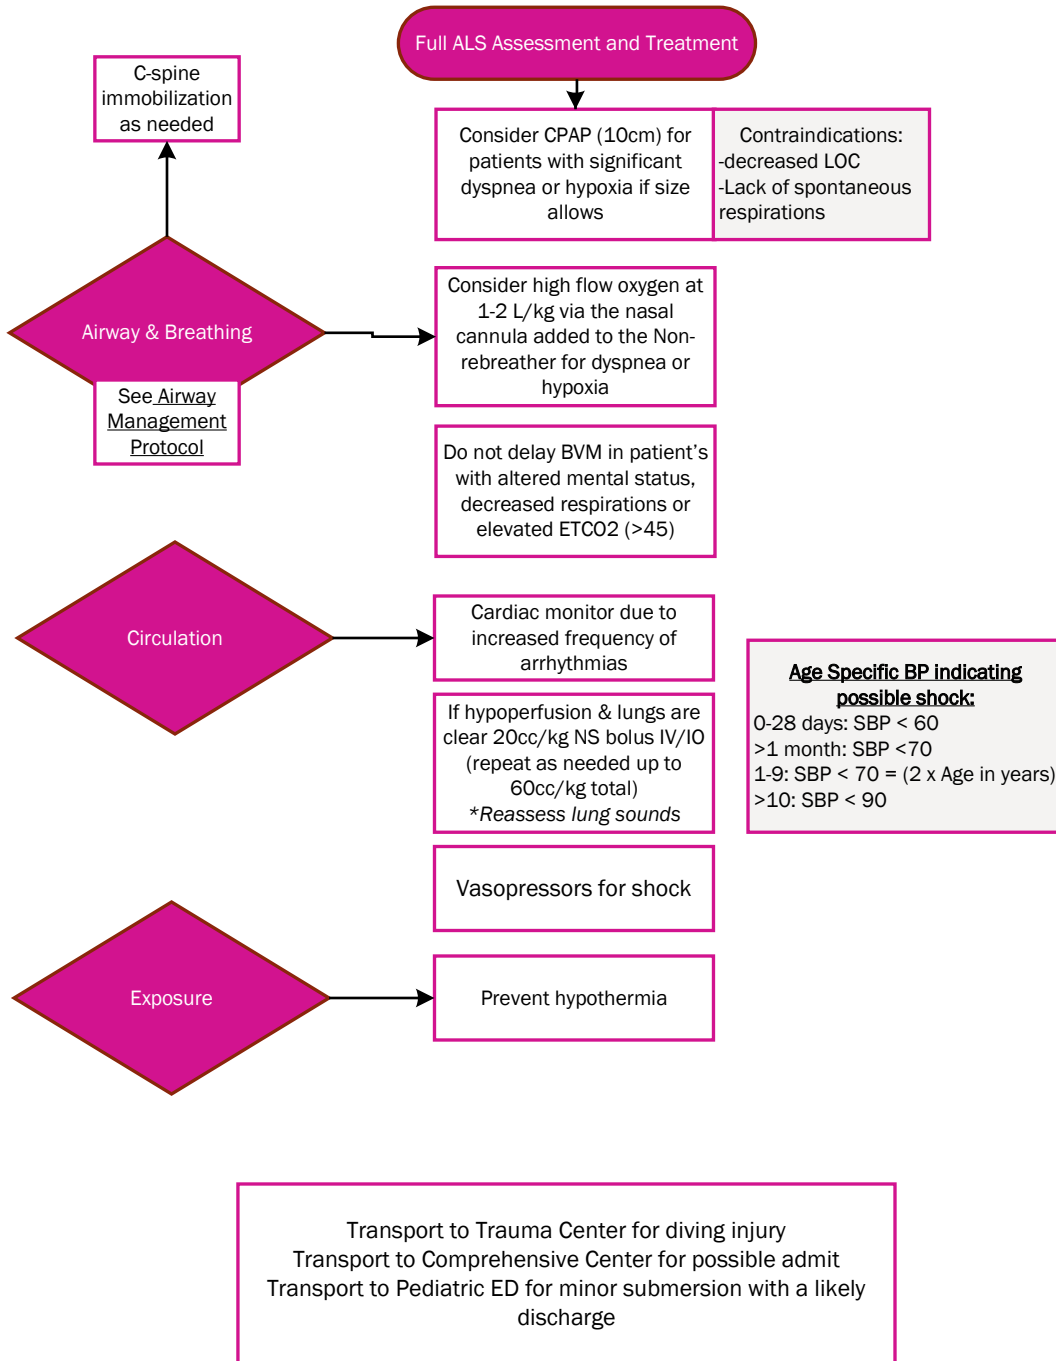 Full ALS Assessment and Treatment
C-spine
immobilization
as needed
Consider CPAP (10cm) for
patients with significant
dyspnea or hypoxia if size
allows
Contraindications:
-decreased LOC
-Lack of spontaneous
respirations
Airway & Breathing
See Airway
Management
Protocol
Consider high flow oxygen at
1-2 L/kg via the nasal
cannula added to the Non-
rebreather for dyspnea or
hypoxia
Do not delay BVM in patient's
with altered mental status,
decreased respirations or
elevated ETCO2 (>45)
Circulation
Cardiac monitor due to
increased frequency of
arrhythmias
If hypoperfusion & lungs are
clear 20cc/kg NS bolus IV/IO
(repeat as needed up to
60cc/kg total)
*Reassess lung sounds
Age Specific BP indicating
possible shock:
0-28 days: SBP < 60
>1 month: SBP <70
1-9: SBP < 70 = (2 x Age in years)
>10: SBP < 90
Vasopressors for shock
Exposure
Prevent hypothermia
Transport to Trauma Center for diving injury
Transport to Comprehensive Center for possible admit
Transport to Pediatric ED for minor submersion with a likely
discharge